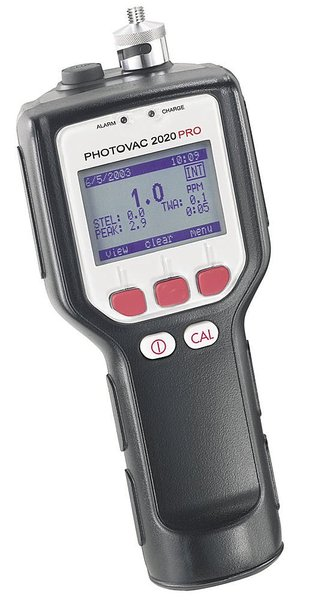 ALARM CHARGE
PHOTOVAC 2020 PRO
6/5/2003 10:09
INT
1.0 PPM
STEL: 0.0 TWA: 0.1
PEAK: 2.9 0:05
view clear menu
CAL